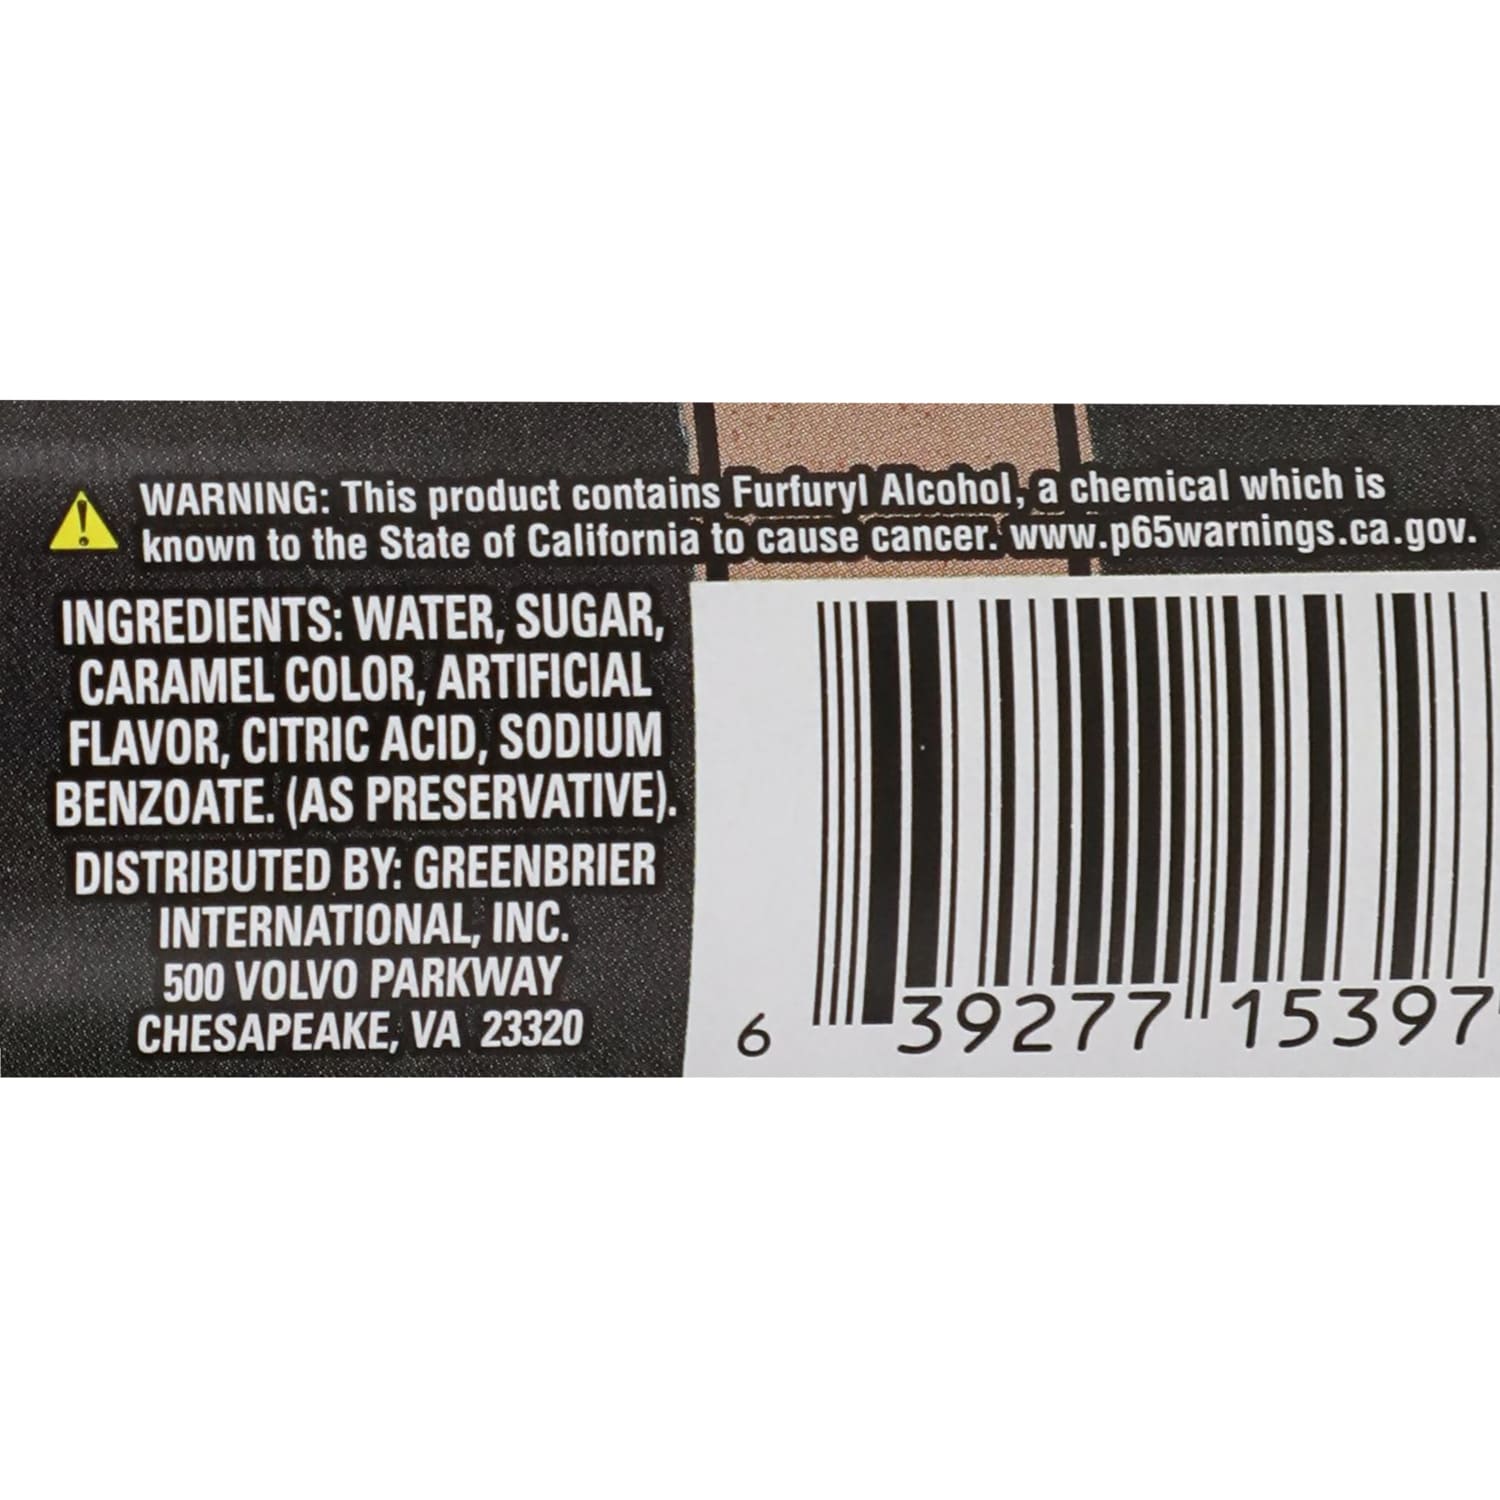 WARNING: This product contains Furfuryl Alcohol, a chemical which is
known to the State of California to cause cancer. www.p65warnings.ca.gov.
INGREDIENTS: WATER, SUGAR,
CARAMEL COLOR, ARTIFICIAL
FLAVOR, CITRIC ACID, SODIUM
BENZOATE. (AS PRESERVATIVE).
DISTRIBUTED BY: GREENBRIER
INTERNATIONAL, INC.
500 VOLVO PARKWAY
CHESAPEAKE, VA 23320
6 39277 15397